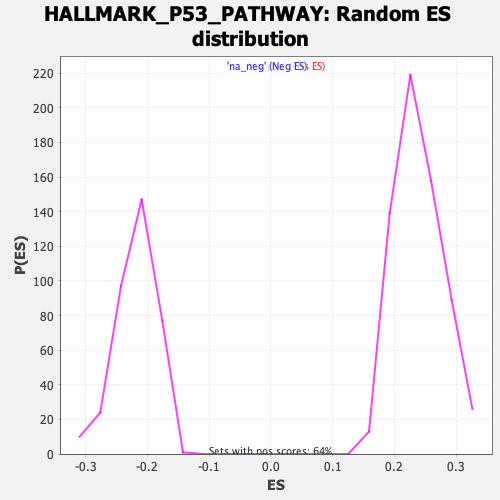 HALLMARK_P53_PATHWAY: Random ES
distribution
'na_neg' (Neg ES)
ES)
220
200
180
160
140
120
100
80
60
40
20
0
P(ES)
Sets with pos scores: 64%
-0.3 -0.2 -0.1 0.0 0.1 0.2 0.3
ES